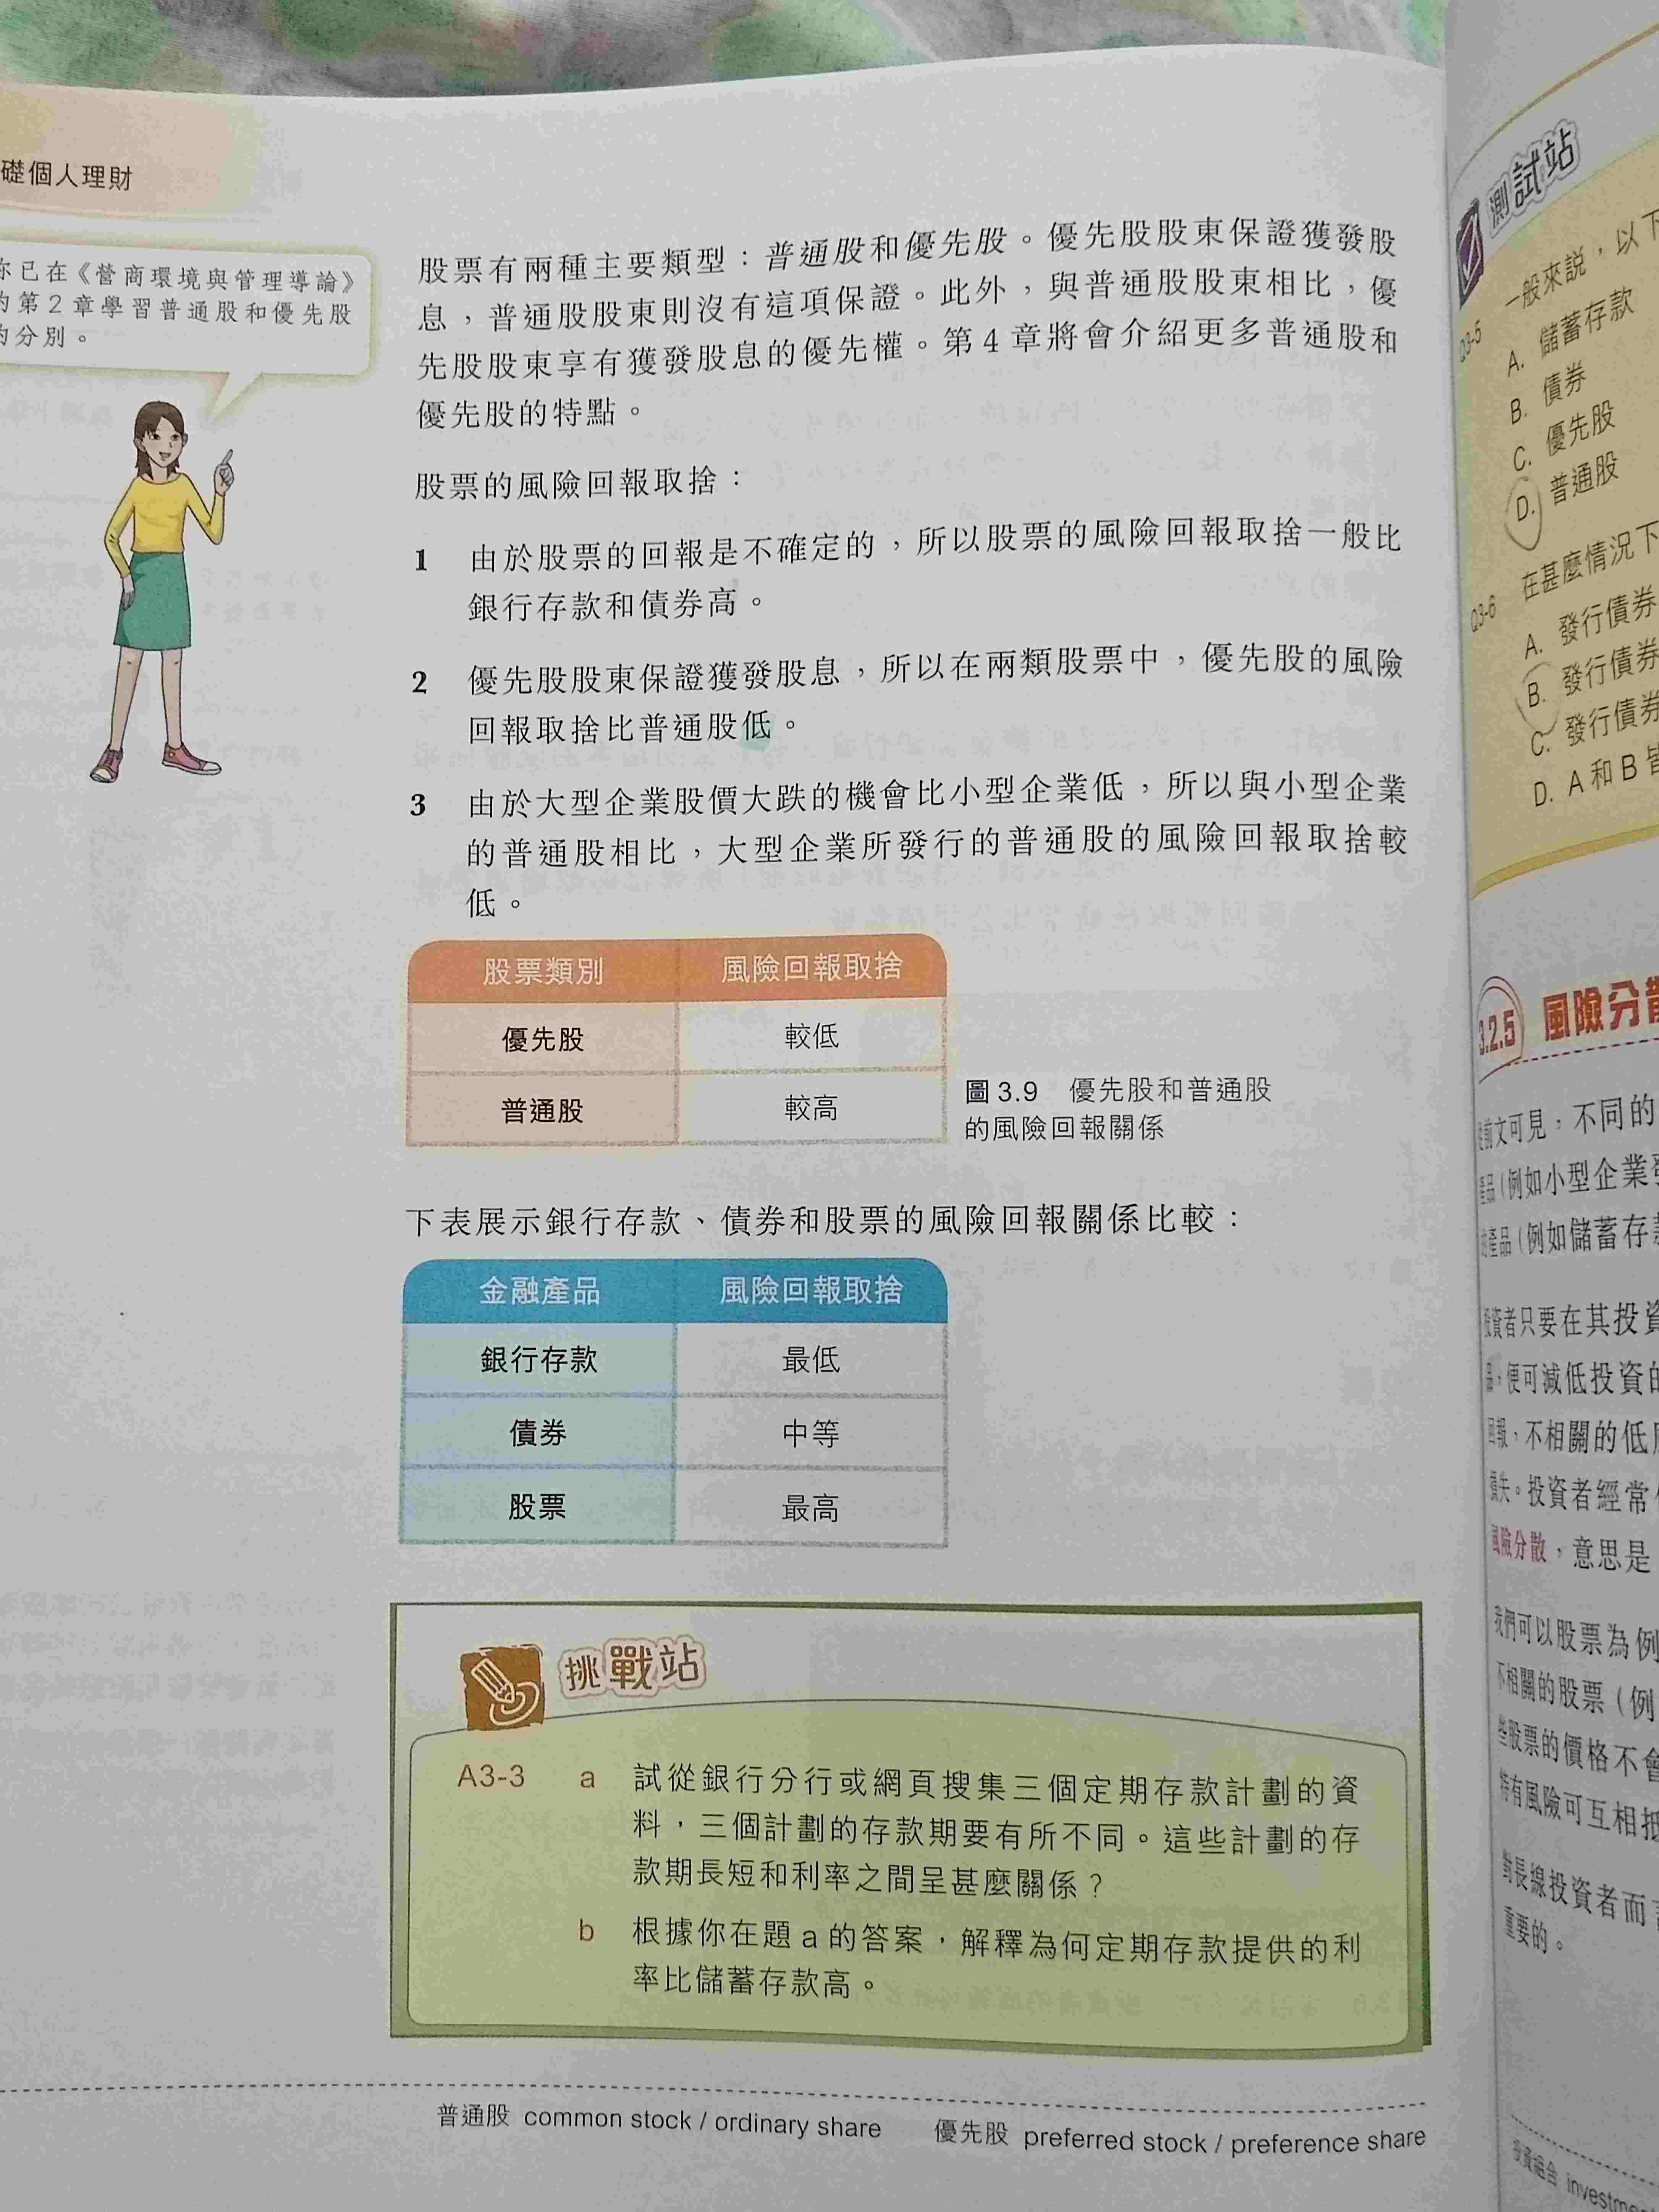 礎個人理財
你已在《營商環境與管理導論》
的第2章學習普通股和優先股
的分別。
股票有兩種主要類型：普通股和優先股。優先股股東保證獲發股
息，普通股股東則沒有這項保證。此外，與普通股股東相比，優
先股股東享有獲發股息的優先權。第4章將會介紹更多普通股和
優先股的特點。
股票的風險回報取捨：
1 由於股票的回報是不確定的，所以股票的風險回報取捨一般比
銀行存款和債券高。
2 優先股股東保證獲發股息，所以在兩類股票中，優先股的風險
回報取捨比普通股低。
3 由於大型企業股價大跌的機會比小型企業低，所以與小型企業
的普通股相比，大型企業所發行的普通股的風險回報取捨較
低。
股票類別 風險回報取捨
優先股 較低
普通股 較高
圖3.9 優先股和普通股
的風險回報關係
下表展示銀行存款、債券和股票的風險回報關係比較：
金融產品 風險回報取捨
銀行存款 最低
債券 中等
股票 最高
挑戰站
A3-3 a 試從銀行分行或網頁搜集三個定期存款計劃的資
料，三個計劃的存款期要有所不同。這些計劃的存
款期長短和利率之間呈甚麼關係？
b 根據你在題a的答案，解釋為何定期存款提供的利
率比儲蓄存款高。
普通股 common stock / ordinary share 優先股 preferred stock / preference share
測試站
Q3-5 一般來說，以下
A. 儲蓄存款
B. 債券
C. 優先股
D. 普通股
Q3-6 在甚麼情況下
A. 發行債券
B. 發行債券
C. 發行債券
D. A和B皆
3.2.5 風險分散
前文可見，不同的
產品（例如小型企業
的產品（例如儲蓄存款
投資者只要在其投資
品，便可減低投資的
回報，不相關的低
損失。投資者經常
風險分散，意思是
我們可以股票為例
不相關的股票（例
些股票的價格不會
特有風險可互相抵
對長線投資者而
重要的。
投資組合 investment